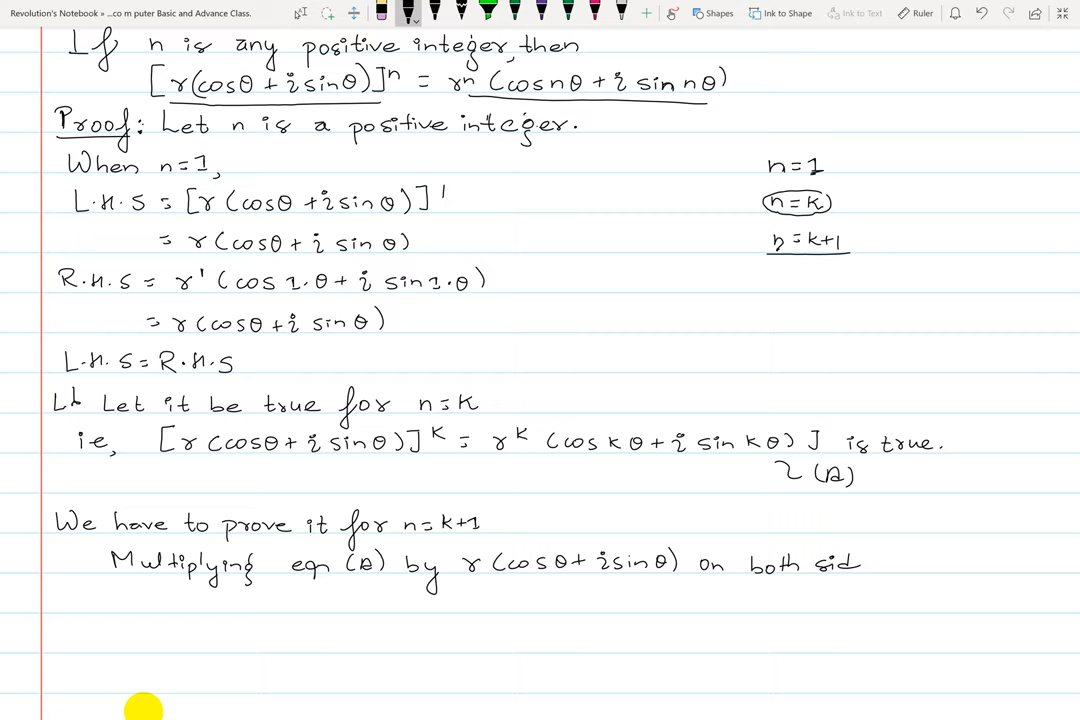 Revolution's Notebook » ...co m puter Basic and Advance Class.
Shapes Ink to Shape Ink to Text Ruler
If n is any positive integer, then
[r(cosθ + i sinθ)]ⁿ = rⁿ (cos nθ + i sin nθ)
Proof: Let n is a positive integer.
When n=1,
n=1
L.H.S = [r (cosθ + i sin θ)]¹
(n=k)
= r (cosθ + i sin θ)
n = k+1
R.H.S = r¹ (cos 1.θ + i sin 1.θ)
= r (cosθ + i sin θ)
L.H.S = R.H.S
Let it be true for n=k
ie, [r (cosθ + i sinθ)]ᵏ = rᵏ (cos kθ + i sin kθ)] is true.
(A)
We have to prove it for n=k+1
Multiplying eqn (A) by r (cosθ + i sinθ) on both sid